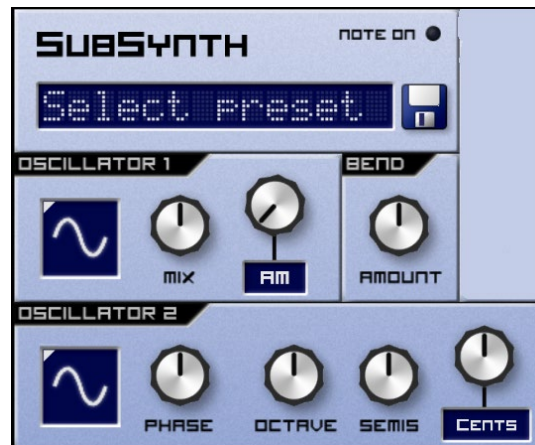 SubSynth
NOTE ON
Select preset
OSCILLATOR 1
BEND
MIX
AM
AMOUNT
OSCILLATOR 2
PHASE
OCTAVE
SEMIS
CENTS